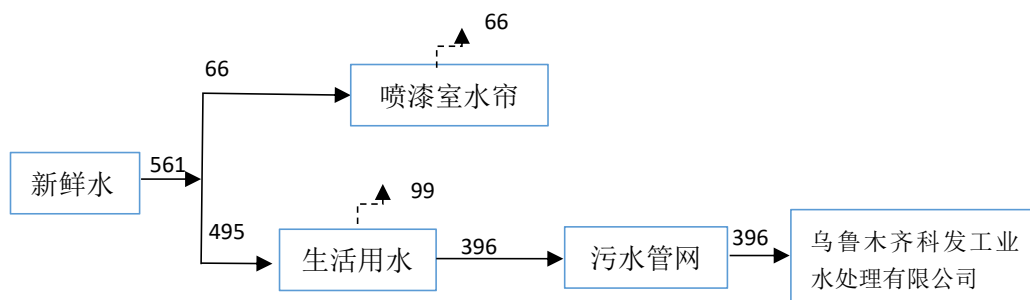 66
66
喷漆室水帘
新鲜水
561
99
495
生活用水
396
污水管网
396
乌鲁木齐科发工业
水处理有限公司